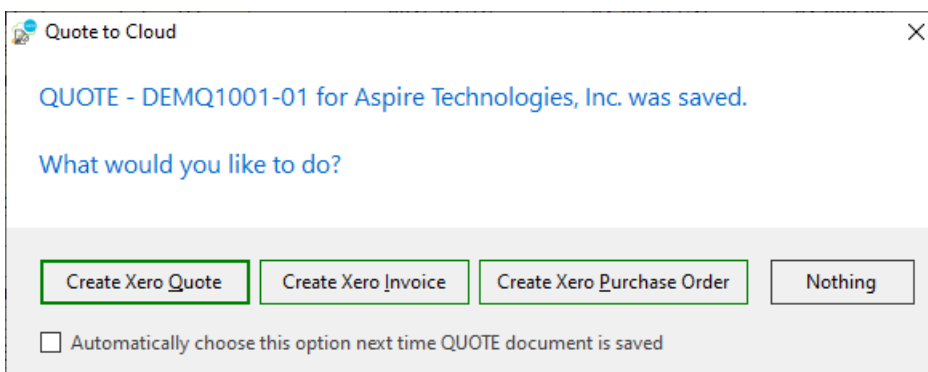 Quote to Cloud
QUOTE - DEMQ1001-01 for Aspire Technologies, Inc. was saved.
What would you like to do?
Create Xero Quote Create Xero Invoice Create Xero Purchase Order Nothing
Automatically choose this option next time QUOTE document is saved